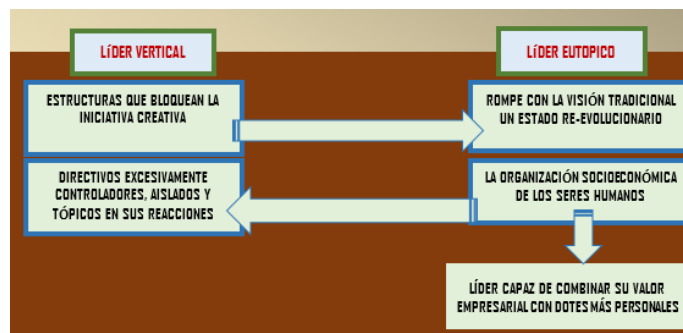 LÍDER VERTICAL
ESTRUCTURAS QUE BLOQUEAN LA
INICIATIVA CREATIVA
DIRECTIVOS EXCESIVAMENTE
CONTROLADORES, AISLADOS Y
TÓPICOS EN SUS REACCIONES
LÍDER EUTOPICO
ROMPE CON LA VISIÓN TRADICIONAL
UN ESTADO RE-EVOLUCIONARIO
LA ORGANIZACIÓN SOCIOECONÓMICA
DE LOS SERES HUMANOS
LÍDER CAPAZ DE COMBINAR SU VALOR
EMPRESARIAL CON DOTES MÁS PERSONALES